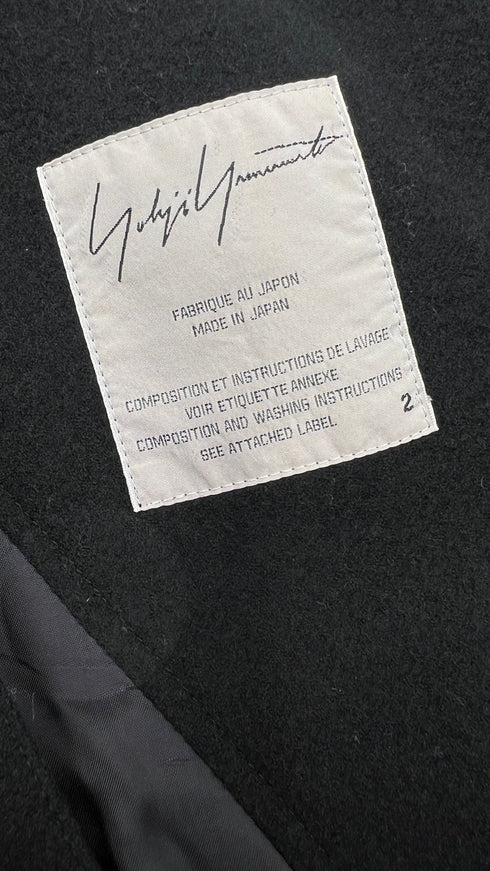 Yohji Yamamoto
FABRIQUE AU JAPON
MADE IN JAPAN
COMPOSITION ET INSTRUCTIONS DE LAVAGE
VOIR ETIQUETTE ANNEXE
COMPOSITION AND WASHING INSTRUCTIONS
SEE ATTACHED LABEL
2